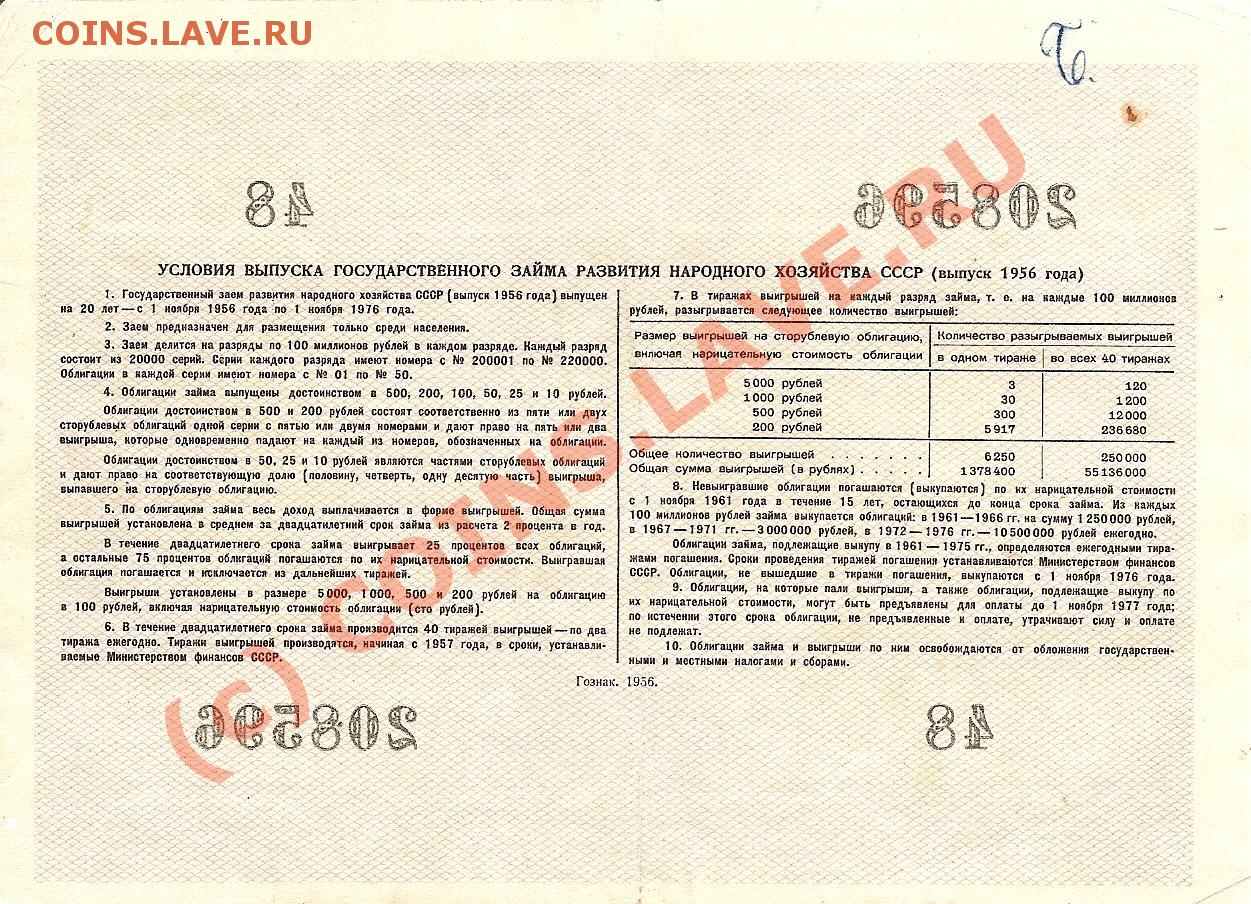 COINS.LAVE.RU
Б.
48
208596
УСЛОВИЯ ВЫПУСКА ГОСУДАРСТВЕННОГО ЗАЙМА РАЗВИТИЯ НАРОДНОГО ХОЗЯЙСТВА СССР (выпуск 1956 года)
1. Государственный заем развития народного хозяйства СССР (выпуск 1956 года) выпущен
на 20 лет — с 1 ноября 1956 года по 1 ноября 1976 года.
2. Заем предназначен для размещения только среди населения.
3. Заем делится на разряды по 100 миллионов рублей в каждом разряде. Каждый разряд
состоит из 20000 серий. Серии каждого разряда имеют номера с № 200001 по № 220000.
Облигации в каждой серии имеют номера с № 01 по № 50.
4. Облигации займа выпущены достоинством в 500, 200, 100, 50, 25 и 10 рублей.
Облигации достоинством в 500 и 200 рублей состоят соответственно из пяти или двух
сторублевых облигаций одной серии с пятью или двумя номерами и дают право на пять или два
выигрыша, которые одновременно падают на каждый из номеров, обозначенных на облигации.
Облигации достоинством в 50, 25 и 10 рублей являются частями сторублевых облигаций
и дают право на соответствующую долю (половину, четверть, одну десятую часть) выигрыша,
выпавшего на сторублевую облигацию.
5. По облигациям займа весь доход выплачивается в форме выигрышей. Общая сумма
выигрышей установлена в среднем за двадцатилетний срок займа из расчета 2 процента в год.
В течение двадцатилетнего срока займа выигрывает 25 процентов всех облигаций,
а остальные 75 процентов облигаций погашаются по их нарицательной стоимости. Выигравшая
облигация погашается и исключается из дальнейших тиражей.
Выигрыши установлены в размере 5000, 1000, 500 и 200 рублей на облигацию
в 100 рублей, включая нарицательную стоимость облигации (сто рублей).
6. В течение двадцатилетнего срока займа производится 40 тиражей выигрышей — по два
тиража ежегодно. Тиражи выигрышей производятся, начиная с 1957 года, в сроки, устанавли-
ваемые Министерством финансов СССР.
7. В тиражах выигрышей на каждый разряд займа, т. е. на каждые 100 миллионов
рублей, разыгрывается следующее количество выигрышей:
Размер выигрышей на сторублевую облигацию, включая нарицательную стоимость облигации
Количество разыгрываемых выигрышей
в одном тираже во всех 40 тиражах
5000 рублей 3 120
1000 рублей 30 1200
500 рублей 300 12000
200 рублей 5917 236680
Общее количество выигрышей . . . . . . . . 6250 250000
Общая сумма выигрышей (в рублях) . . . . . 1378400 55136000
8. Невыигравшие облигации погашаются (выкупаются) по их нарицательной стоимости
с 1 ноября 1961 года в течение 15 лет, остающихся до конца срока займа. Из каждых
100 миллионов рублей займа выкупается облигаций: в 1961—1966 гг. на сумму 1250000 рублей,
в 1967—1971 гг.—3000000 рублей, в 1972—1976 гг.—10500000 рублей ежегодно.
Облигации займа, подлежащие выкупу в 1961—1975 гг., определяются ежегодными тира-
жами погашения. Сроки проведения тиражей погашения устанавливаются Министерством финансов
СССР. Облигации, не вышедшие в тиражи погашения, выкупаются с 1 ноября 1976 года.
9. Облигации, на которые пали выигрыши, а также облигации, подлежащие выкупу по
их нарицательной стоимости, могут быть предъявлены для оплаты до 1 ноября 1977 года;
по истечении этого срока облигации, не предъявленные к оплате, утрачивают силу и оплате
не подлежат.
10. Облигации займа и выигрыши по ним освобождаются от обложения государствен-
ными и местными налогами и сборами.
Гознак. 1956.
208596
48
(c) COINS.LAVE.RU